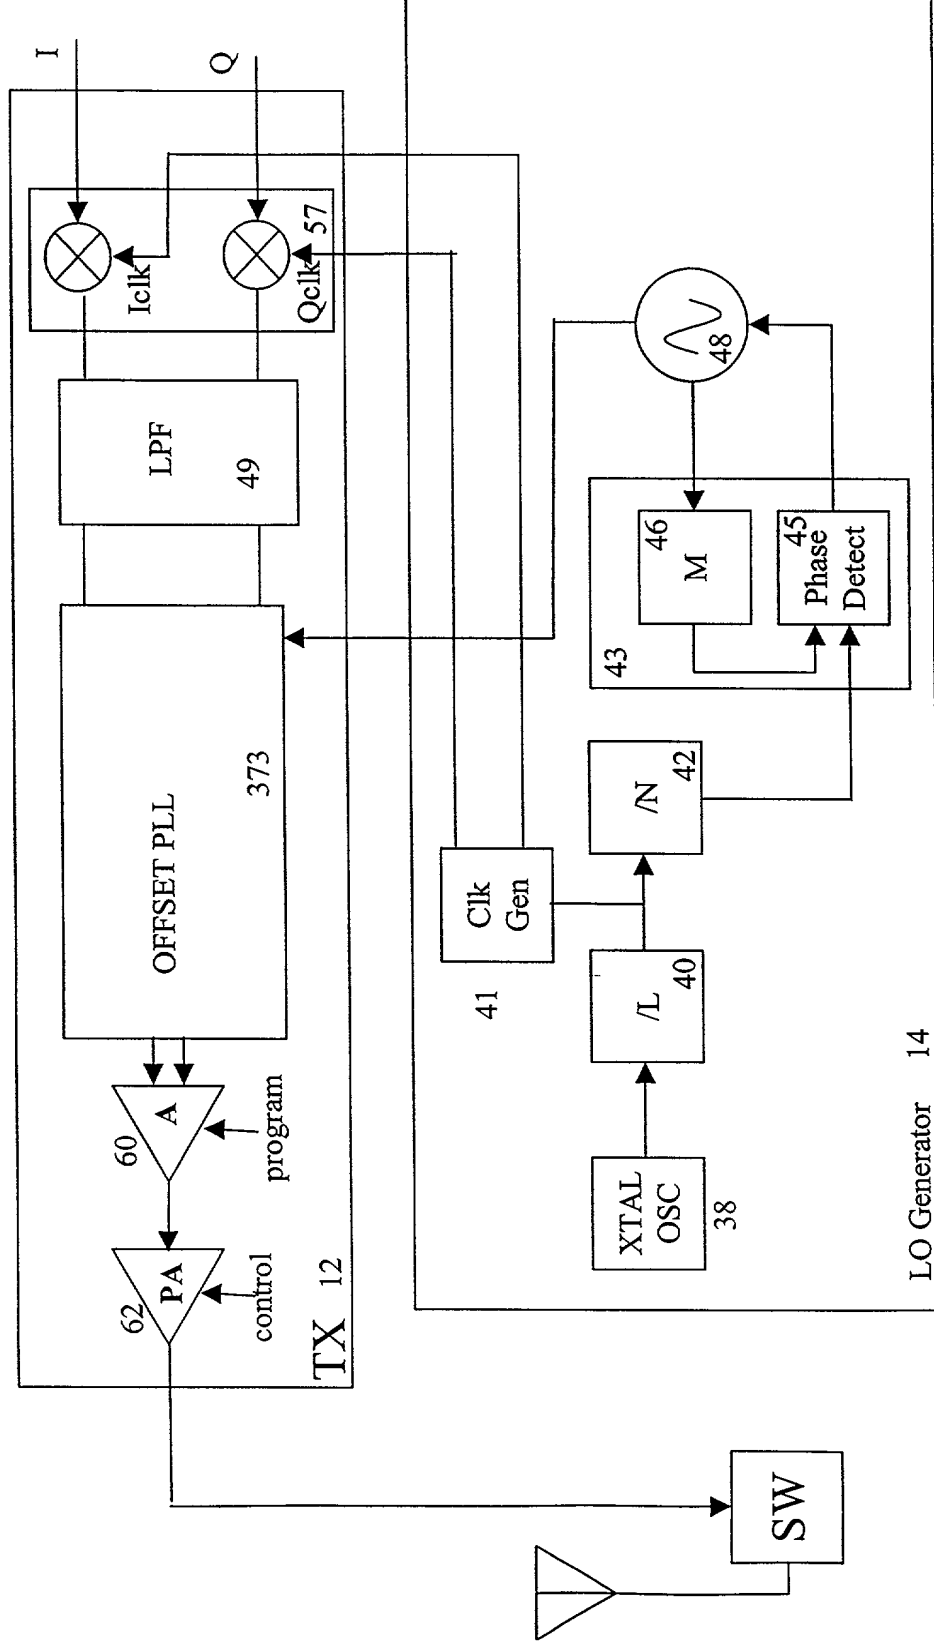 I
Q
Iclk
Qclk
57
LPF
49
OFFSET PLL
373
A
60
program
PA
62
control
TX 12
Clk
Gen
41
XTAL
OSC
38
/L
40
/N
42
43
M
46
45
Phase
Detect
48
LO Generator 14
SW